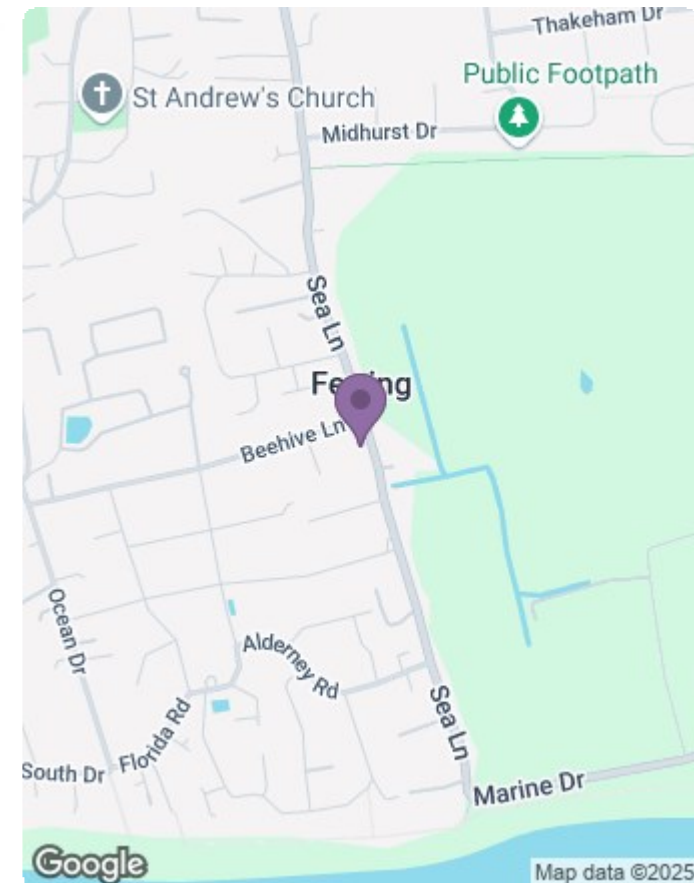 Thakeham Dr
Public Footpath
St Andrew's Church
Midhurst Dr
Sea Ln
Beehive Ln
Ocean Dr
Alderney Rd
Sea Ln
Florida Rd
South Dr
Marine Dr
Google
Map data ©2025